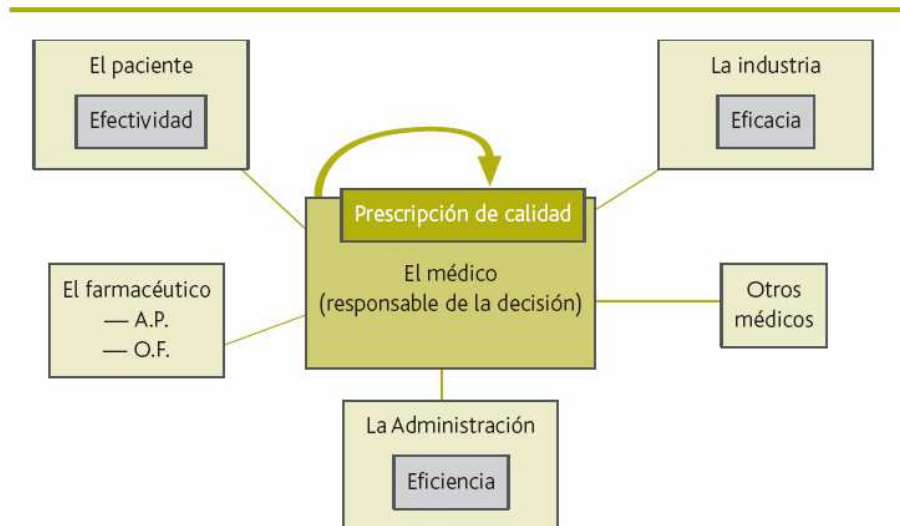 El paciente
Efectividad
La industria
Eficacia
Prescripción de calidad
El médico
(responsable de la decisión)
El farmacéutico
— A.P.
— O.F.
Otros
médicos
La Administración
Eficiencia